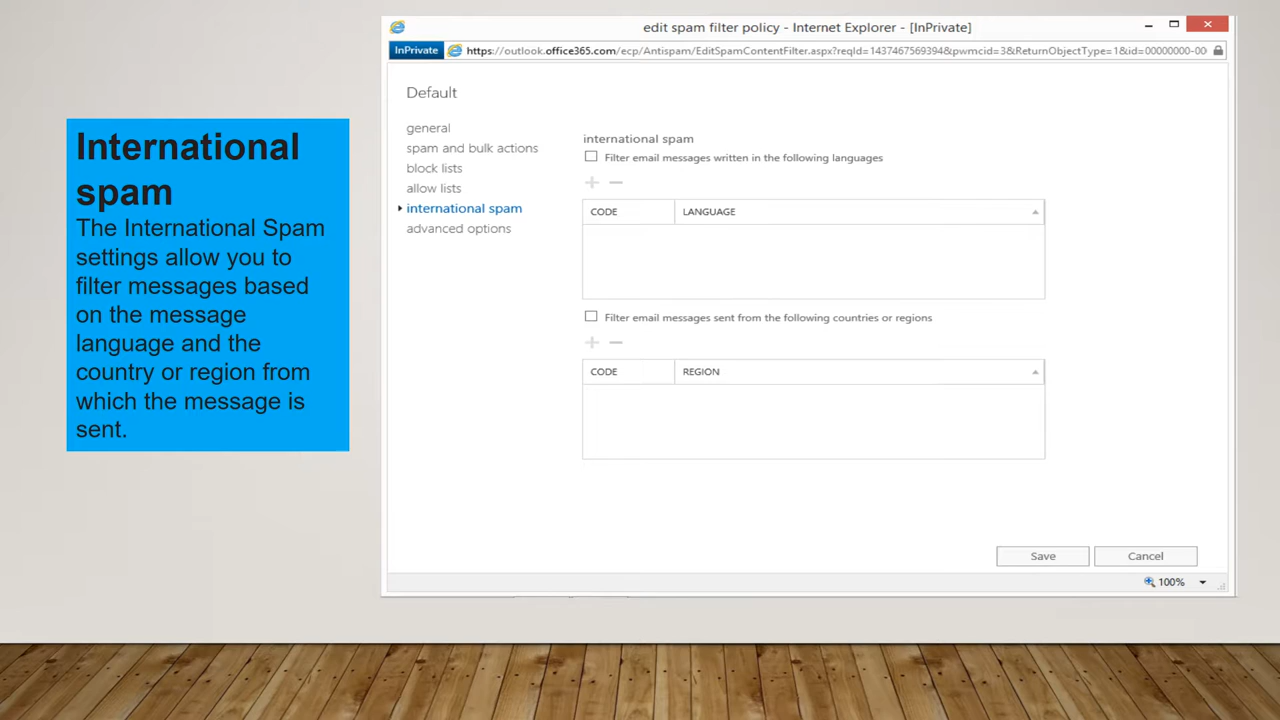 International
spam
The International Spam
settings allow you to
filter messages based
on the message
language and the
country or region from
which the message is
sent.
edit spam filter policy - Internet Explorer - [InPrivate]
InPrivate https://outlook.office365.com/ecp/Antispam/EditSpamContentFilter.aspx?reqId=1437467569394&pwmcid=3&ReturnObjectType=1&id=00000000-00
Default
general
spam and bulk actions
block lists
allow lists
international spam
advanced options
international spam
Filter email messages written in the following languages
CODE LANGUAGE
Filter email messages sent from the following countries or regions
CODE REGION
Save Cancel
100%